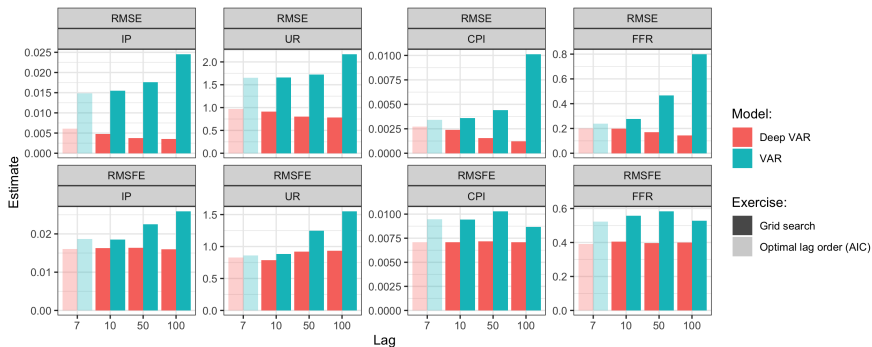 RMSE RMSE RMSE RMSE
IP UR CPI FFR
0.025
0.020
0.015
0.010
0.005
0.000
2.0
1.5
1.0
0.5
0.0
0.0100
0.0075
0.0050
0.0025
0.0000
0.8
0.6
0.4
0.2
0.0
RMSFE RMSFE RMSFE RMSFE
IP UR CPI FFR
0.02
0.01
0.00
1.5
1.0
0.5
0.0
0.0100
0.0075
0.0050
0.0025
0.0000
0.6
0.4
0.2
0.0
7 10 50 100 7 10 50 100 7 10 50 100 7 10 50 100
Estimate
Lag
Model:
Deep VAR
VAR
Exercise:
Grid search
Optimal lag order (AIC)